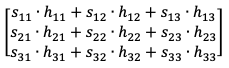 s₁₁ · h₁₁ + s₁₂ · h₁₂ + s₁₃ · h₁₃
s₂₁ · h₂₁ + s₂₂ · h₂₂ + s₂₃ · h₂₃
s₃₁ · h₃₁ + s₃₂ · h₃₂ + s₃₃ · h₃₃